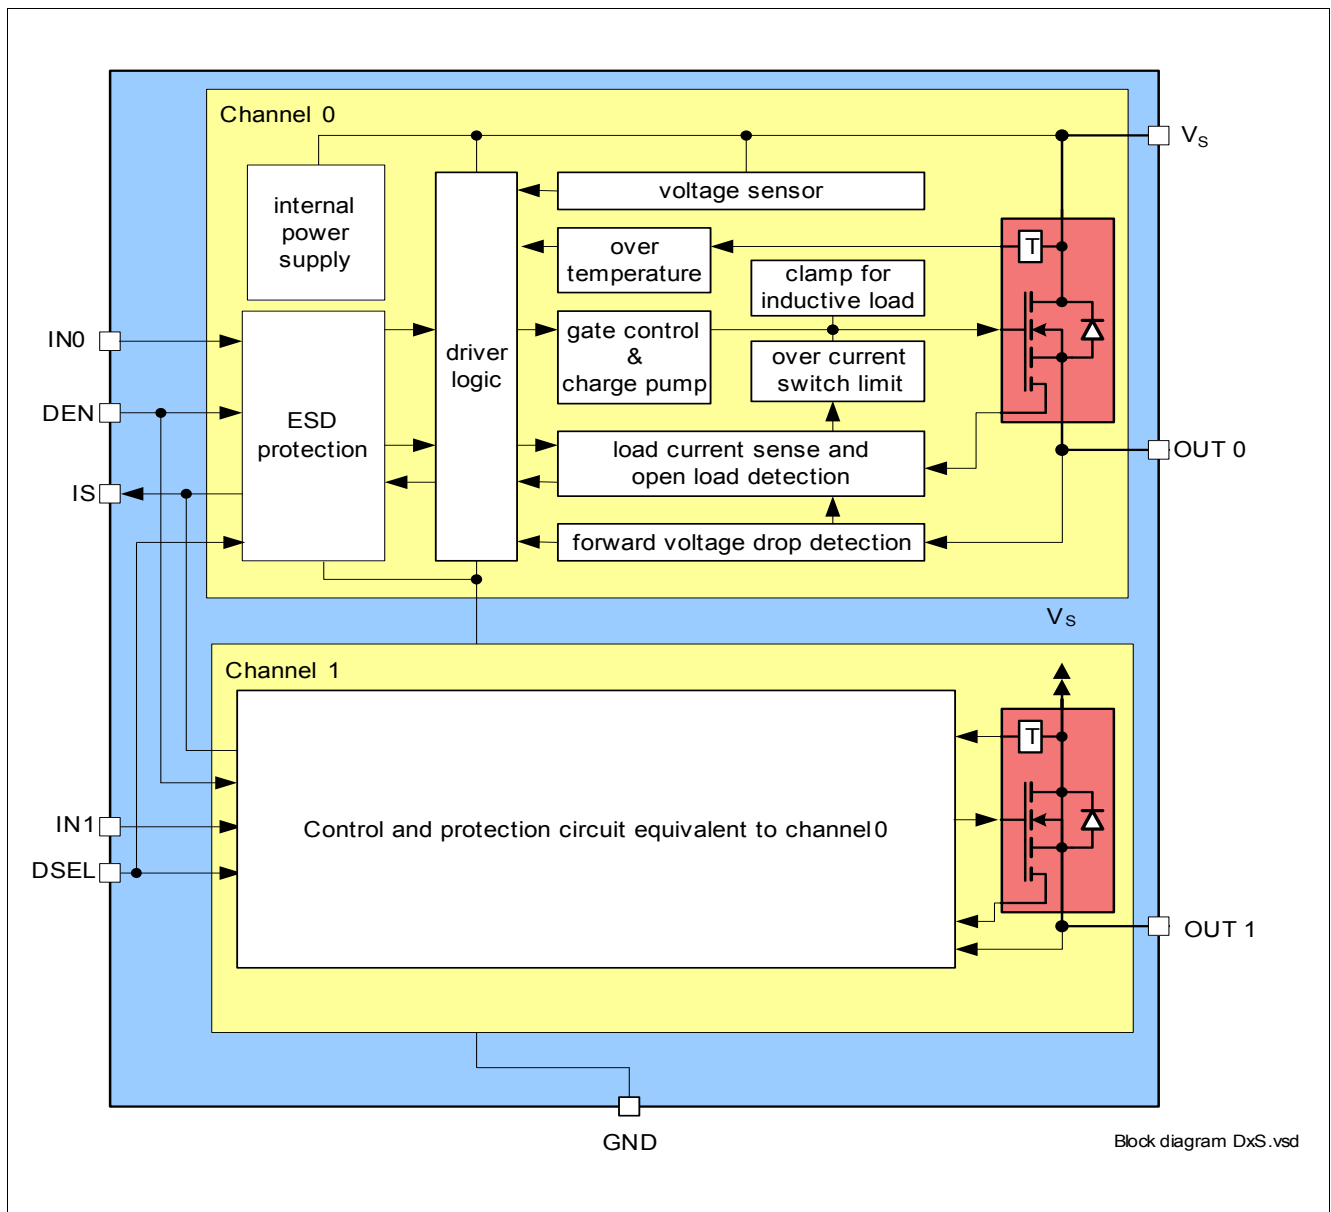 Channel 0
VS
voltage sensor
internal
power
supply
over
temperature
T
clamp for
inductive load
IN0
gate control
&
charge pump
driver
logic
over current
switch limit
DEN
ESD
protection
load current sense and
open load detection
OUT 0
IS
forward voltage drop detection
VS
Channel 1
T
IN1
Control and protection circuit equivalent to channel 0
DSEL
OUT 1
GND
Block diagram DxS.vsd